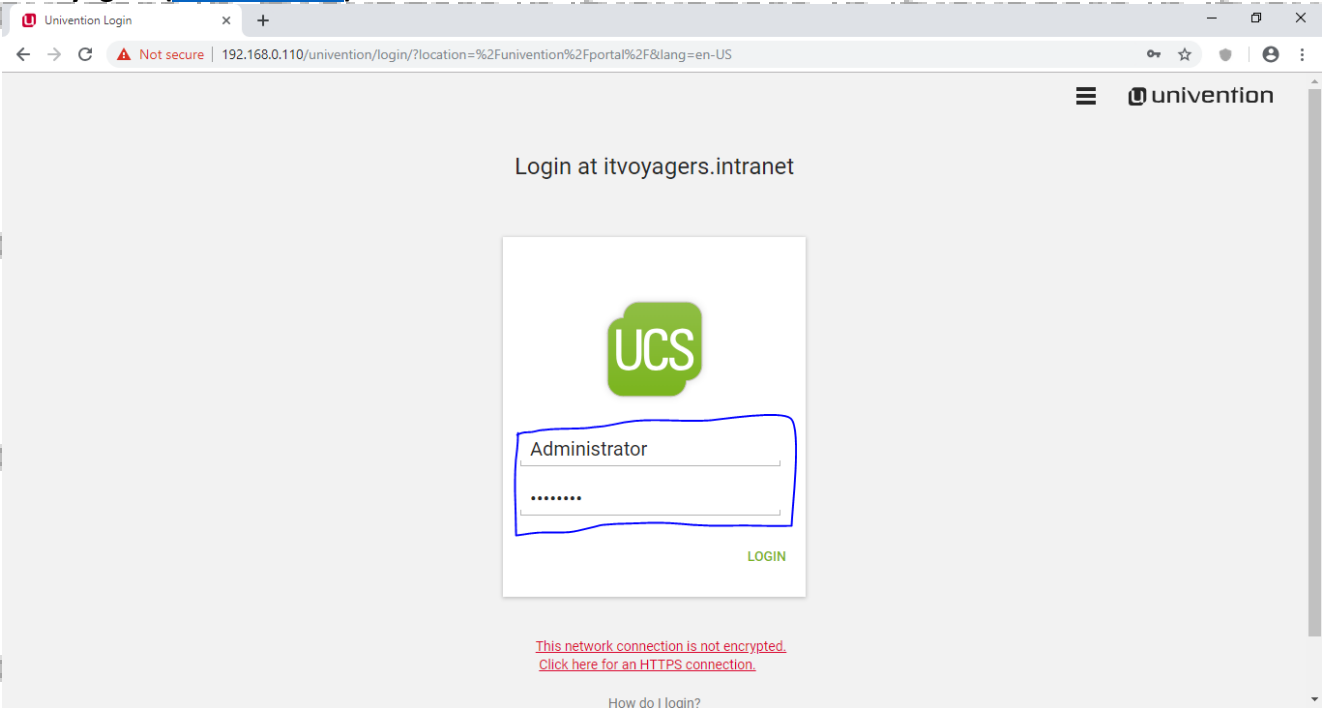 Univention Login
Not secure | 192.168.0.110/univention/login/?location=%2Funivention%2Fportal%2F&lang=en-US
univention
Login at itvoyagers.intranet
UCS
Administrator
••••••••
LOGIN
This network connection is not encrypted.
Click here for an HTTPS connection.
How do I login?